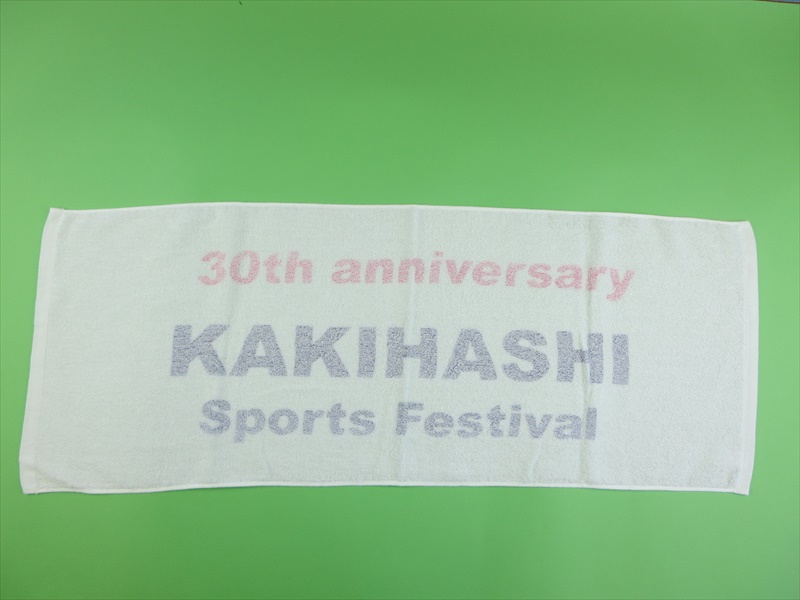 30th anniversary
KAKIHASHI
Sports Festival